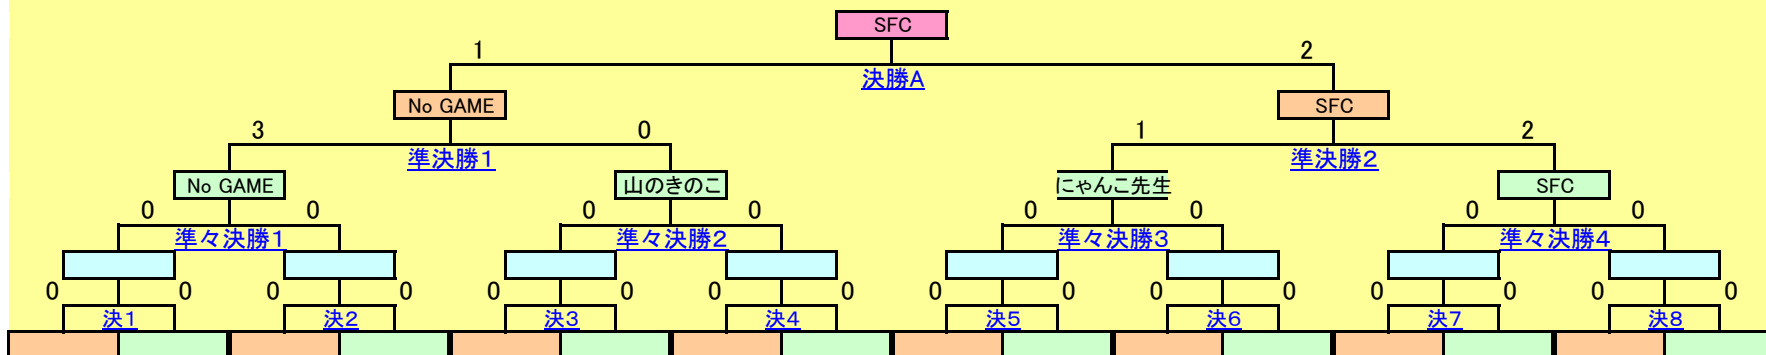 SFC
1 2
決勝A
No GAME SFC
3 0 1 2
準決勝1 準決勝2
No GAME 山のきのこ にゃんこ先生 SFC
0 0 0 0 0 0 0 0
準々決勝1 準々決勝2 準々決勝3 準々決勝4
0 0 0 0 0 0 0 0 0 0 0 0 0 0 0 0
決1 決2 決3 決4 決5 決6 決7 決8